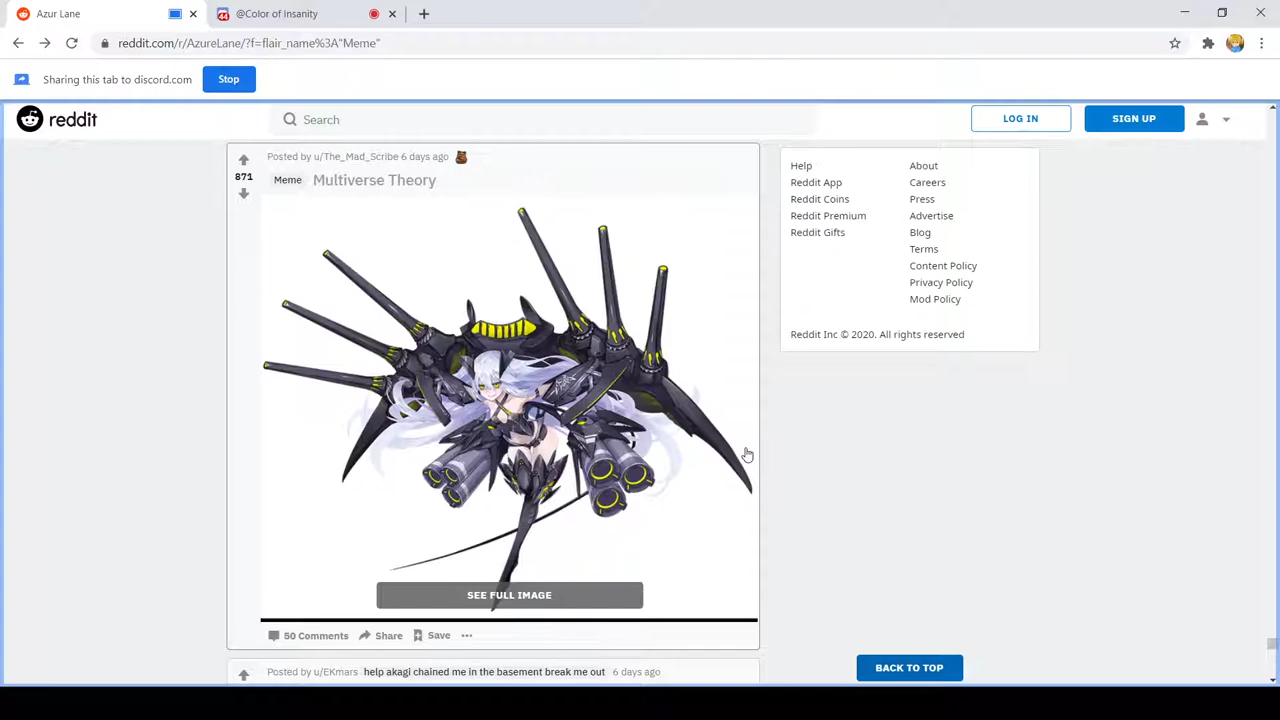 Azur Lane
44
@Color of Insanity
reddit.com/r/AzureLane/?f=flair_name%3A"Meme"
Sharing this tab to discord.com
Stop
reddit
Search
LOG IN
SIGN UP
Posted by u/The_Mad_Scribe 6 days ago
871
Meme
Multiverse Theory
SEE FULL IMAGE
50 Comments
Share
Save
Posted by u/EKmars help akagi chained me in the basement break me out 6 days ago
Help
Reddit App
Reddit Coins
Reddit Premium
Reddit Gifts
About
Careers
Press
Advertise
Blog
Terms
Content Policy
Privacy Policy
Mod Policy
Reddit Inc © 2020. All rights reserved
BACK TO TOP